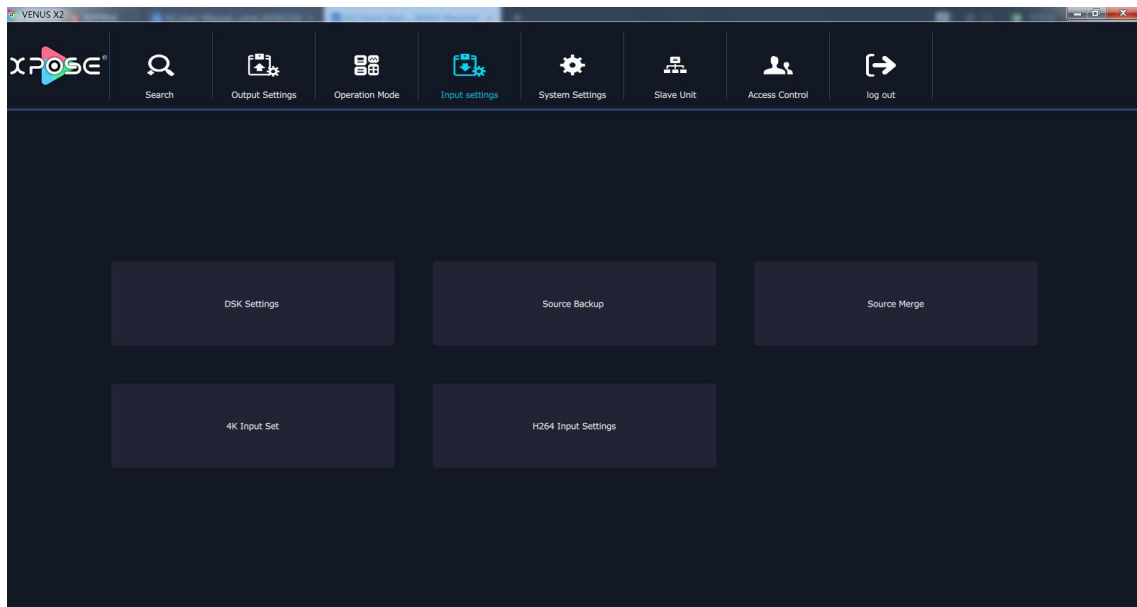 VENUS X2
XPOSE®
Search
Output Settings
Operation Mode
Input settings
System Settings
Slave Unit
Access Control
log out
DSK Settings
Source Backup
Source Merge
4K Input Set
H264 Input Settings